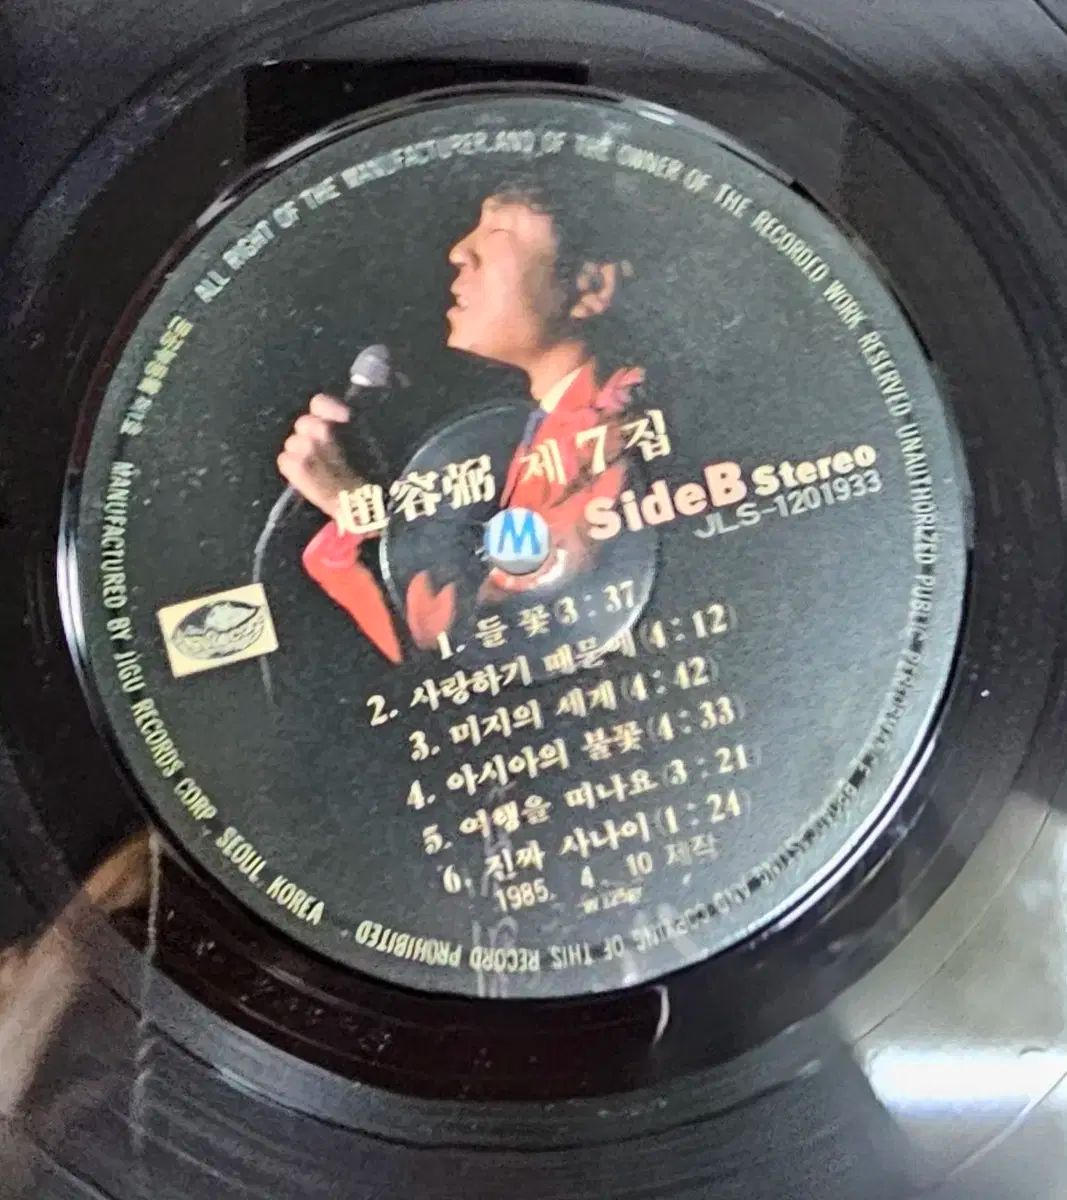 ALL RIGHT OF THE MANUFACTURER AND OF THE OWNER OF THE RECORDED WORK RESERVED UNAUTHORIZED PUBLIC
OF THIS RECORD PROHIBITED
MANUFACTURED BY JIGU RECORDS CORP. SEOUL KOREA
趙容弼 제7집
W
SideB Stereo
JLS-1201933
1. 들 꽃(3:37)
2. 사랑하기 때문에(4:12)
3. 미지의 세계(4:42)
4. 아시아의 불꽃(4:33)
5. 여행을 떠나요(3:21)
6. 진짜 사나이(1:24)
1985. 4. 10 제작